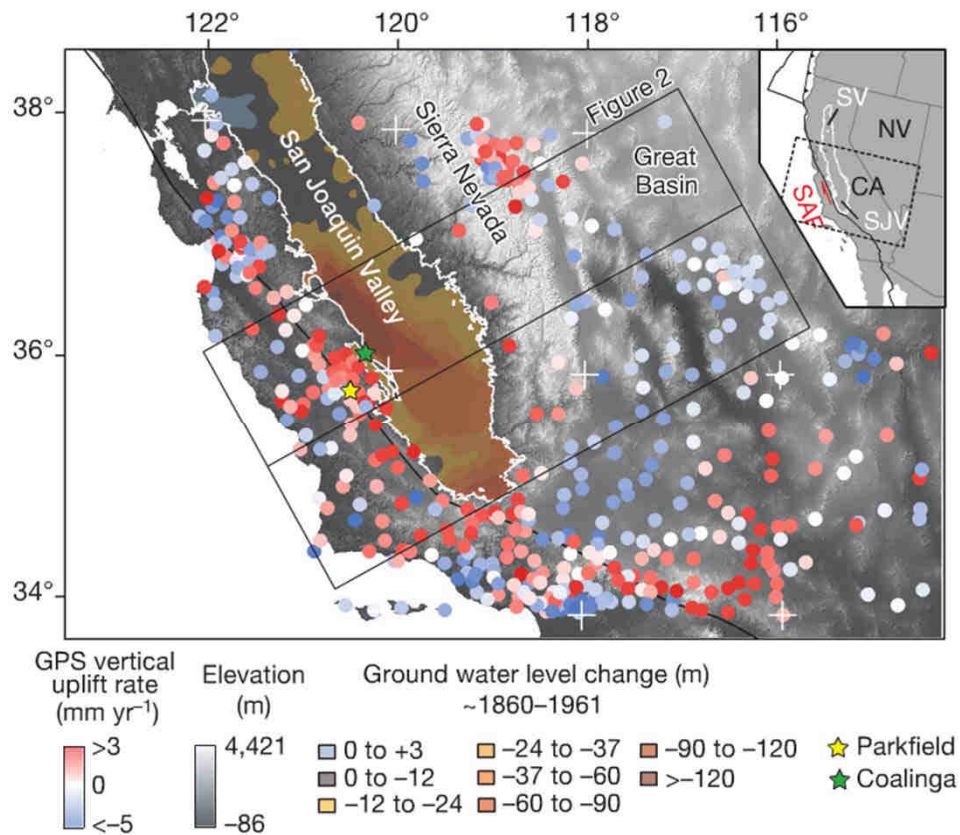 122° 120° 118° 116°
38°
36°
34°
San Joaquin Valley
Sierra Nevada
Figure 2
Great
Basin
SV
NV
CA
SAF
SJV
GPS vertical
uplift rate
(mm yr⁻¹)
>3
0
<–5
Elevation
(m)
4,421
–86
Ground water level change (m)
~1860–1961
0 to +3
0 to –12
–12 to –24
–24 to –37
–37 to –60
–60 to –90
–90 to –120
>–120
Parkfield
Coalinga